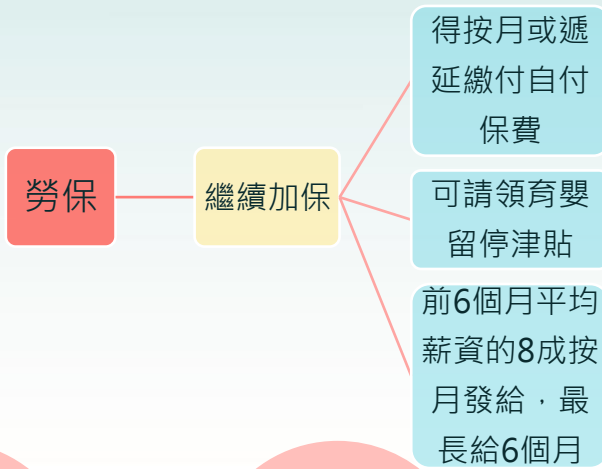 勞保
繼續加保
得按月或遞
延繳付自付
保費
可請領育嬰
留停津貼
前6個月平均
薪資的8成按
月發給，最
長給6個月